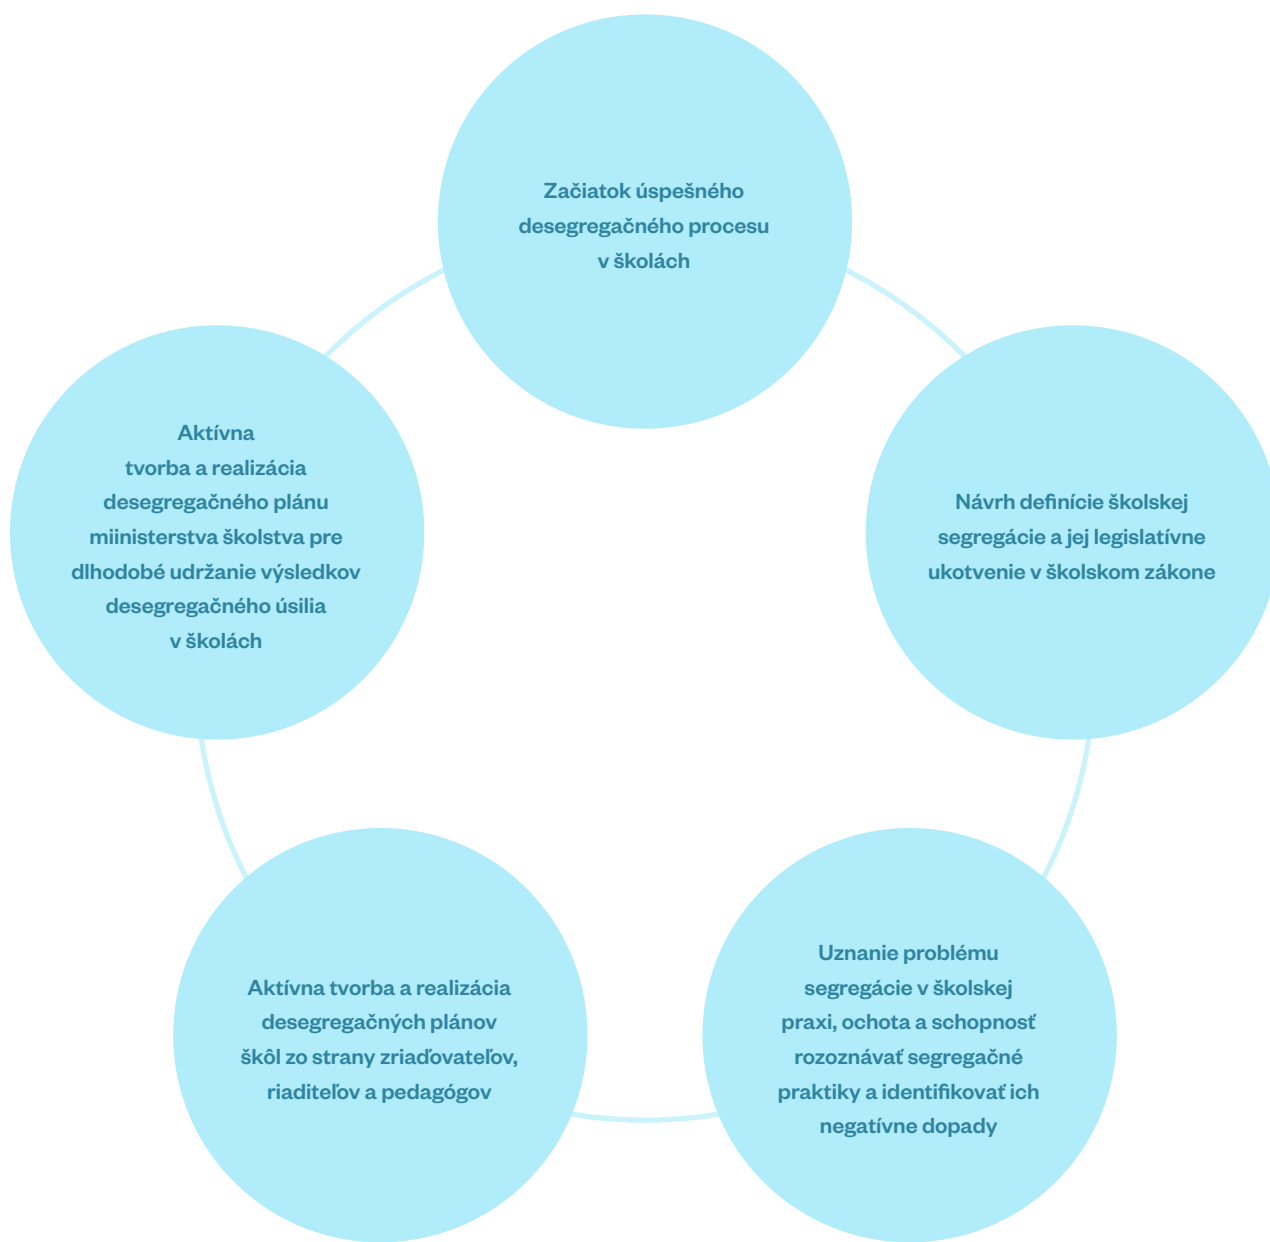 Začiatok úspešného
desegregačného procesu
v školách
Návrh definície školskej
segregácie a jej legislatívne
ukotvenie v školskom zákone
Uznanie problému
segregácie v školskej
praxi, ochota a schopnosť
rozoznávať segregačné
praktiky a identifikovať ich
negatívne dopady
Aktívna tvorba a realizácia
desegregačných plánov
škôl zo strany zriaďovateľov,
riaditeľov a pedagógov
Aktívna
tvorba a realizácia
desegregačného plánu
miinisterstva školstva pre
dlhodobé udržanie výsledkov
desegregačného úsilia
v školách